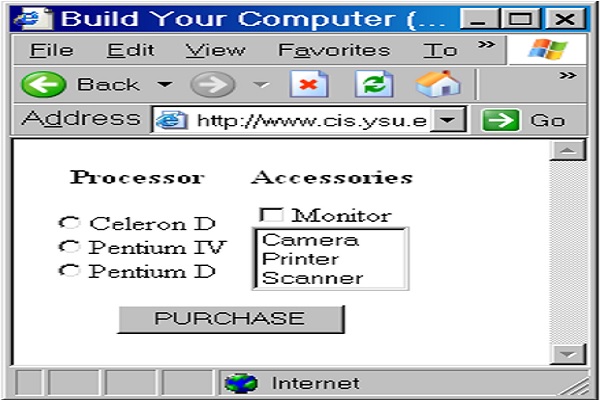 Build Your Computer (...
File Edit View Favorites To »
Back »
Address http://www.cis.ysu.e Go
Processor Accessories
Celeron D
Pentium IV
Pentium D
Monitor
Camera
Printer
Scanner
PURCHASE
Internet